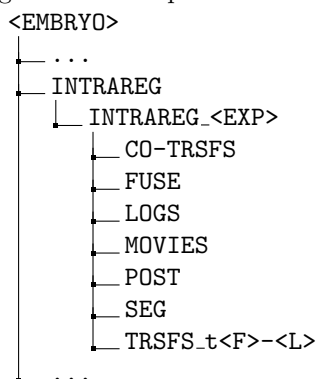 <EMBRYO>
...
INTRAREG
INTRAREG_<EXP>
CO-TRSFS
FUSE
LOGS
MOVIES
POST
SEG
TRSFS_t<F>-<L>
...